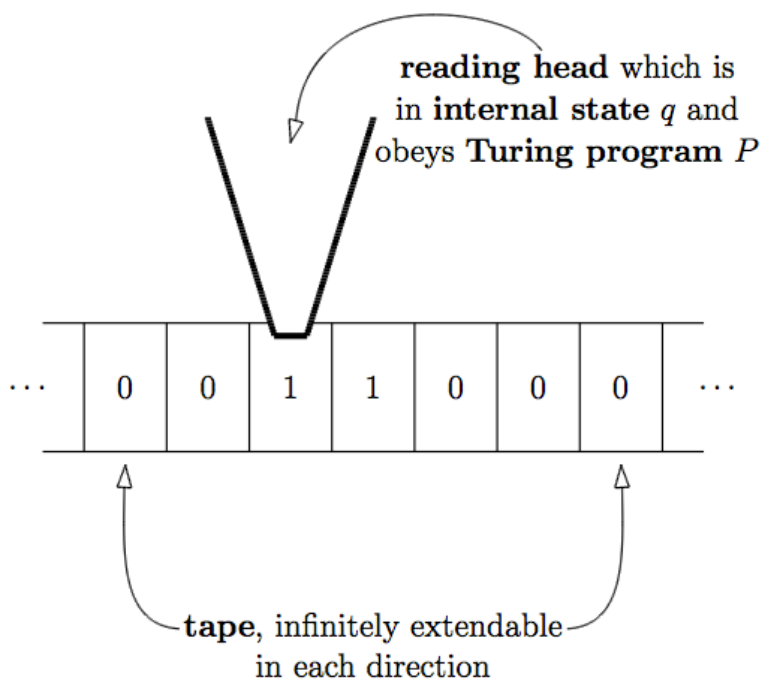 reading head which is
in internal state q and
obeys Turing program P
··· 0 0 1 1 0 0 0 ···
tape, infinitely extendable
in each direction